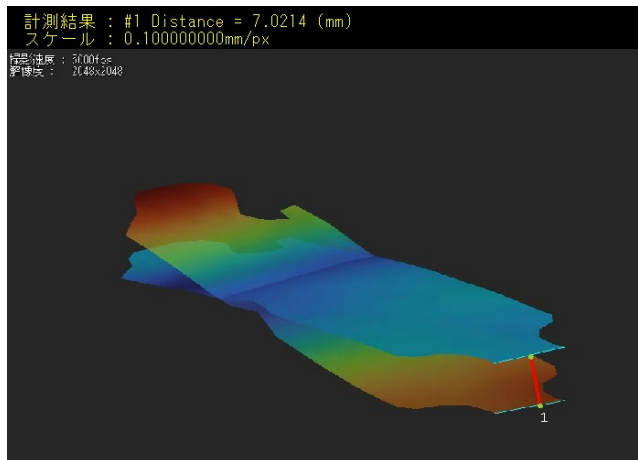 計測結果 : #1 Distance = 7.0214 (mm)
スケール : 0.100000000mm/px
撮影速度 : 5000fps
解像度 : 2048x2048
1